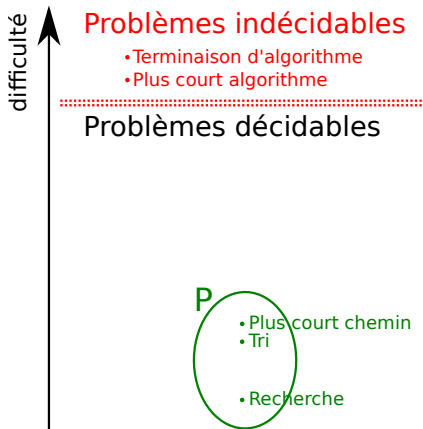 difficulté
Problèmes indécidables
•Terminaison d'algorithme
•Plus court algorithme
Problèmes décidables
P
•Plus court chemin
•Tri
•Recherche